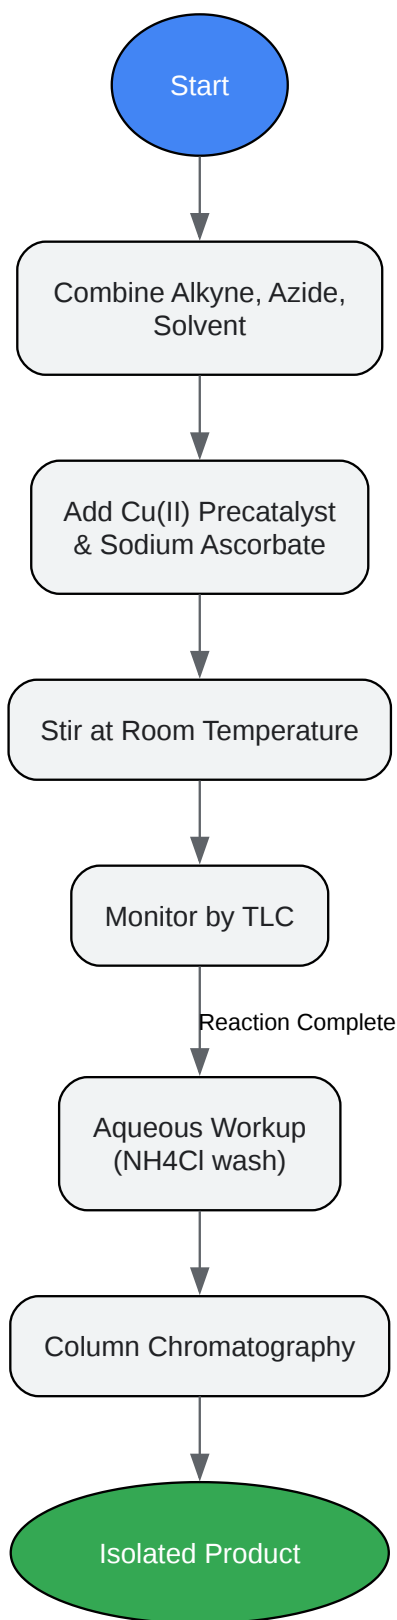 Start
Combine Alkyne, Azide,
Solvent
Add Cu(II) Precatalyst
& Sodium Ascorbate
Stir at Room Temperature
Monitor by TLC
Reaction Complete
Aqueous Workup
(NH4Cl wash)
Column Chromatography
Isolated Product